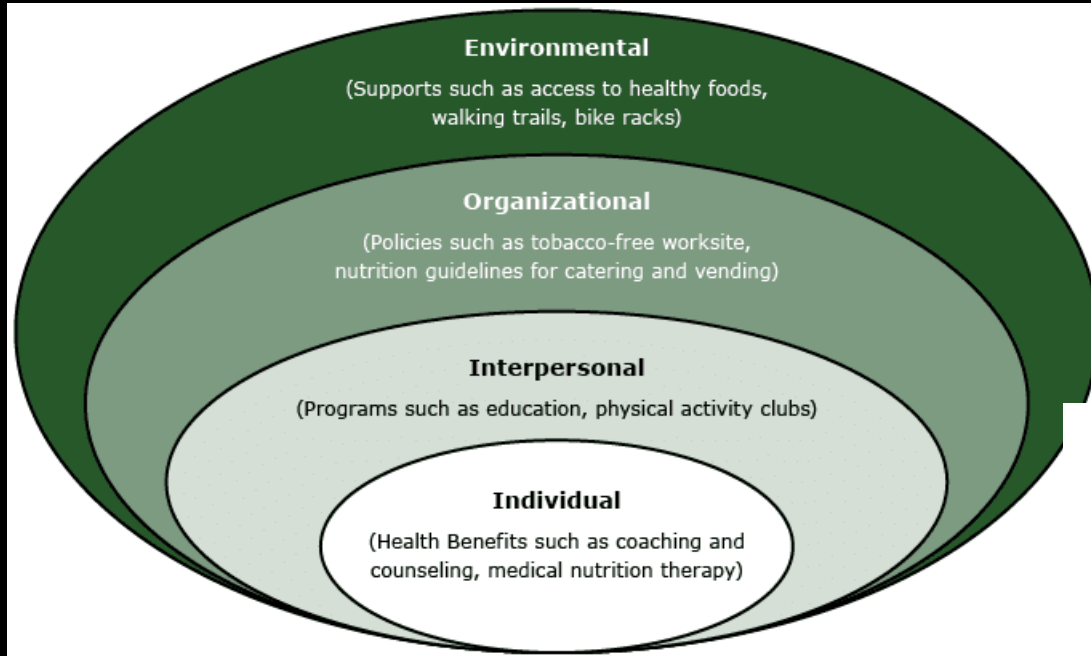 Environmental
(Supports such as access to healthy foods,
walking trails, bike racks)
Organizational
(Policies such as tobacco-free worksite,
nutrition guidelines for catering and vending)
Interpersonal
(Programs such as education, physical activity clubs)
Individual
(Health Benefits such as coaching and
counseling, medical nutrition therapy)